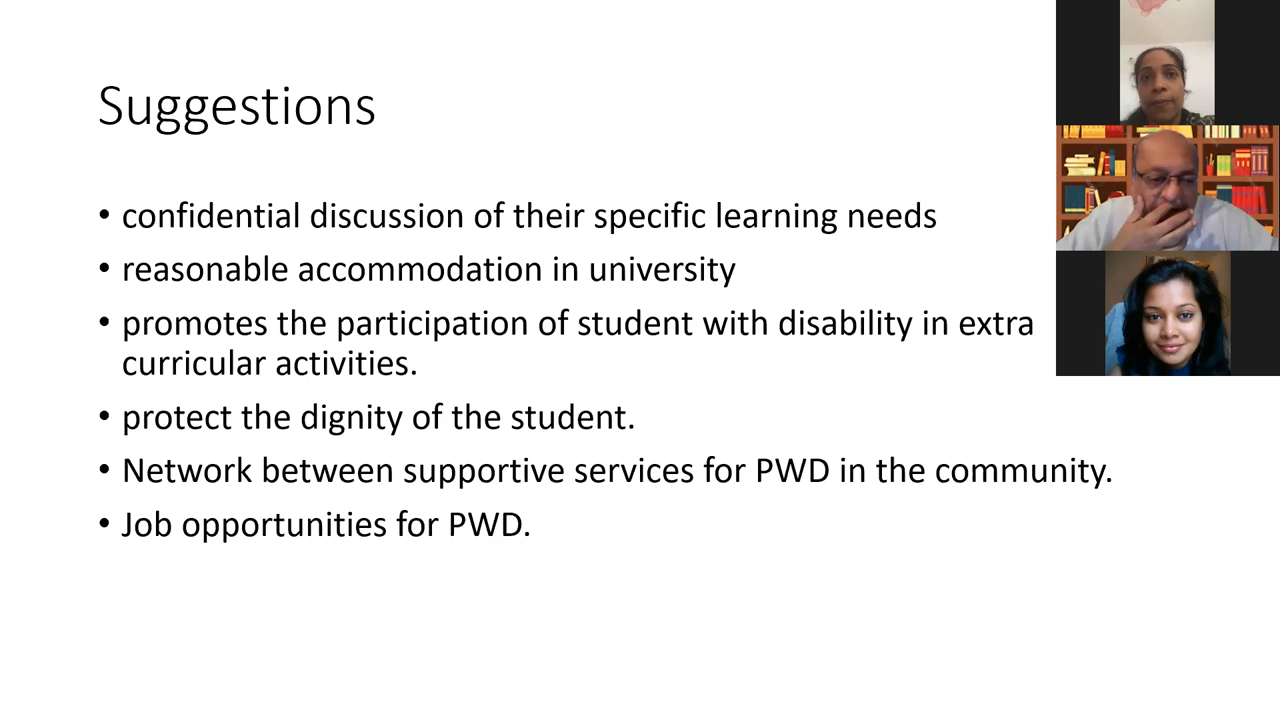 Suggestions
• confidential discussion of their specific learning needs
• reasonable accommodation in university
• promotes the participation of student with disability in extra
curricular activities.
• protect the dignity of the student.
• Network between supportive services for PWD in the community.
• Job opportunities for PWD.